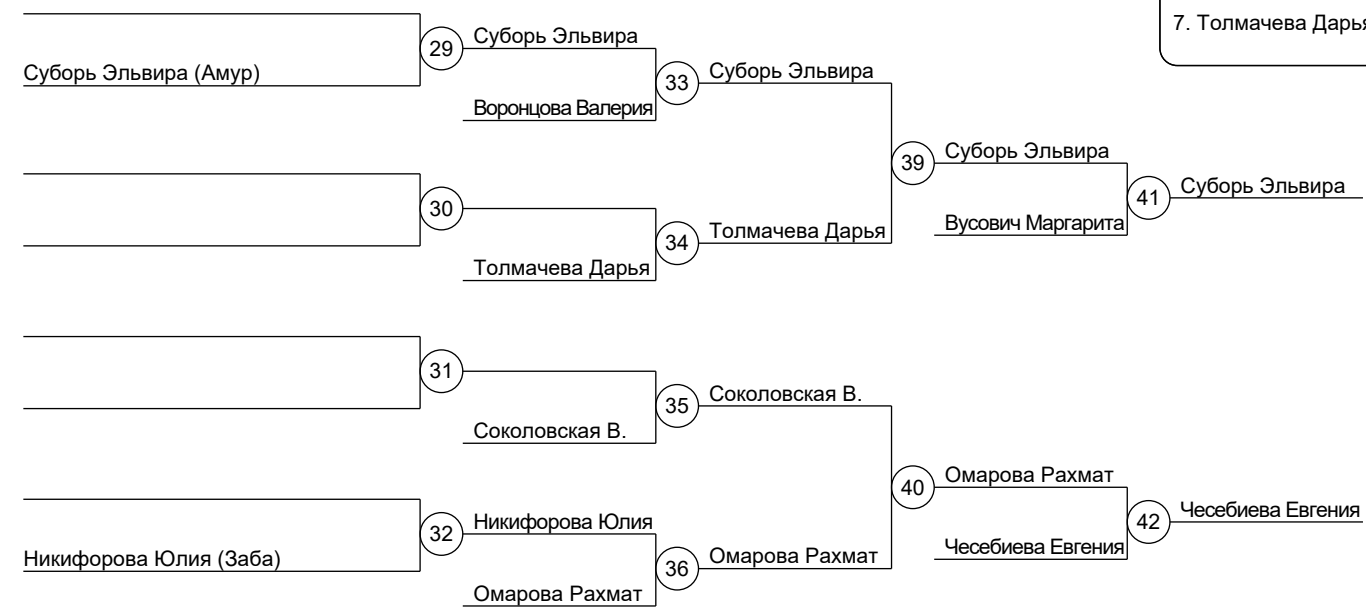 7. Толмачева Дарья
29
Суборь Эльвира
Суборь Эльвира (Амур)
33
Суборь Эльвира
Воронцова Валерия
39
Суборь Эльвира
30
41
Суборь Эльвира
Вусович Маргарита
34
Толмачева Дарья
Толмачева Дарья
31
35
Соколовская В.
Соколовская В.
40
Омарова Рахмат
32
Никифорова Юлия
42
Чесебиева Евгения
Чесебиева Евгения
Никифорова Юлия (Заба)
36
Омарова Рахмат
Омарова Рахмат